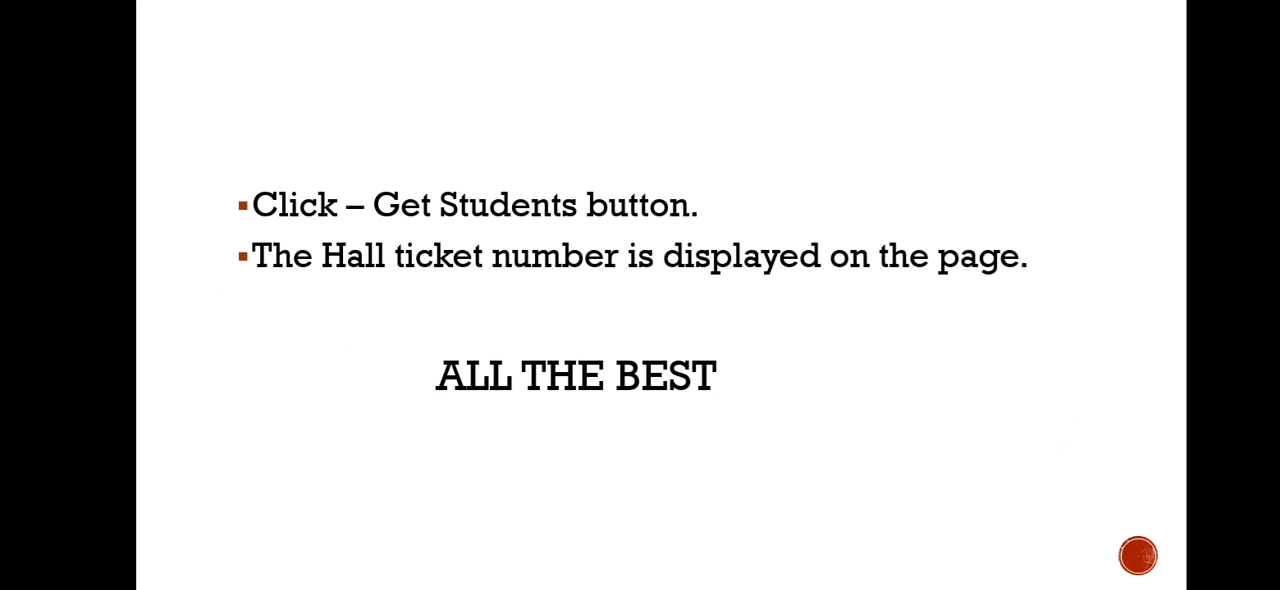 ▪Click – Get Students button.
▪The Hall ticket number is displayed on the page.
ALL THE BEST